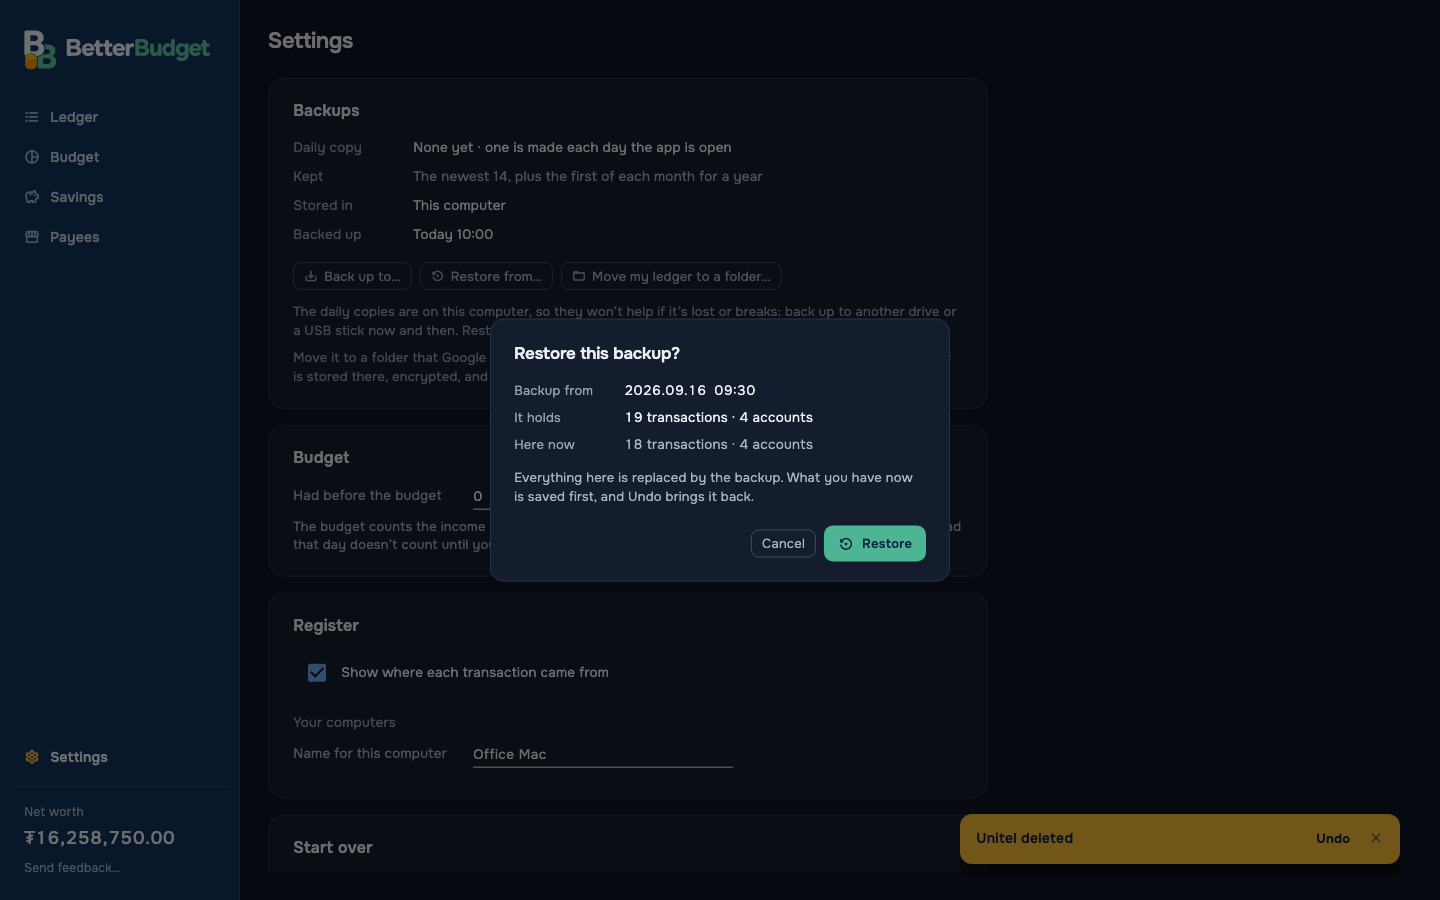 BB BetterBudget
Ledger
Budget
Savings
Payees
Settings
Net worth
₮16,258,750.00
Send feedback...
Settings
Backups
Daily copy None yet · one is made each day the app is open
Kept The newest 14, plus the first of each month for a year
Stored in This computer
Backed up Today 10:00
Back up to... Restore from... Move my ledger to a folder...
The daily copies are on this computer, so they won't help if it's lost or breaks: back up to another drive or
a USB stick now and then.
Move it to a folder that Google
is stored there, encrypted, and
Budget
Had before the budget 0
The budget counts the income
that day doesn't count until
Register
Show where each transaction came from
Your computers
Name for this computer Office Mac
Start over
Restore this backup?
Backup from 2026.09.16 09:30
It holds 19 transactions · 4 accounts
Here now 18 transactions · 4 accounts
Everything here is replaced by the backup. What you have now
is saved first, and Undo brings it back.
Cancel Restore
Unitel deleted Undo ×